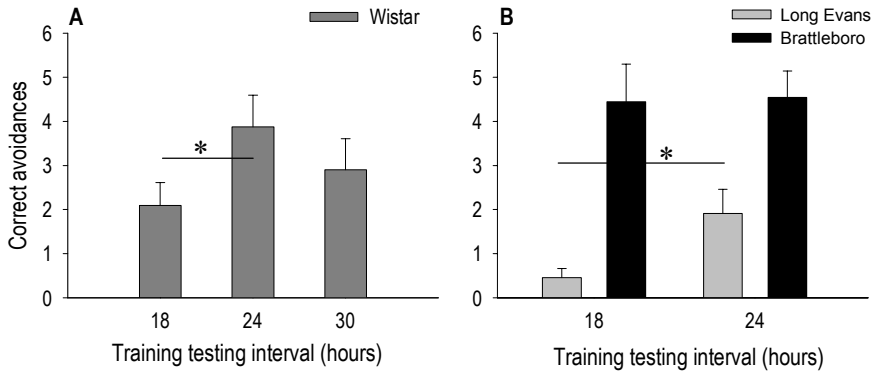 A
Wistar
6
5
4
3
2
1
0
Correct avoidances
*
18 24 30
Training testing interval (hours)
B
Long Evans
Brattleboro
6
5
4
3
2
1
0
*
18 24
Training testing interval (hours)